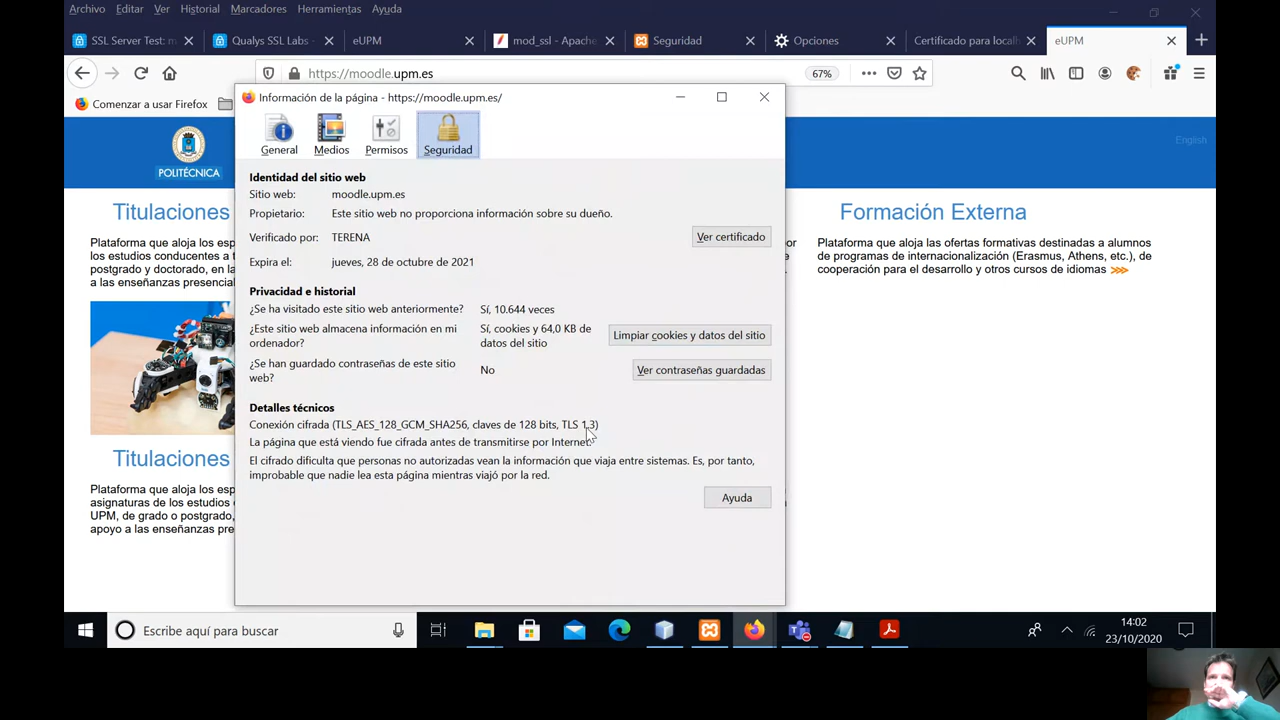 Archivo Editar Ver Historial Marcadores Herramientas Ayuda
SSL Server Test: m
Qualys SSL Labs -
eUPM
mod_ssl - Apache
Seguridad
Opciones
Certificado para localh
eUPM
https://moodle.upm.es
67%
Comenzar a usar Firefox
Información de la página - https://moodle.upm.es/
General Medios Permisos Seguridad
POLITÉCNICA
English
Identidad del sitio web
Sitio web: moodle.upm.es
Propietario: Este sitio web no proporciona información sobre su dueño.
Verificado por: TERENA
Ver certificado
Expira el: jueves, 28 de octubre de 2021
Privacidad e historial
¿Se ha visitado este sitio web anteriormente? Sí, 10.644 veces
¿Este sitio web almacena información en mi
ordenador?
Sí, cookies y 64,0 KB de
datos del sitio
Limpiar cookies y datos del sitio
¿Se han guardado contraseñas de este sitio
web?
No
Ver contraseñas guardadas
Detalles técnicos
Conexión cifrada (TLS_AES_128_GCM_SHA256, claves de 128 bits, TLS 1.3)
La página que está viendo fue cifrada antes de transmitirse por Internet.
El cifrado dificulta que personas no autorizadas vean la información que viaja entre sistemas. Es, por tanto,
improbable que nadie lea esta página mientras viajó por la red.
Ayuda
Titulaciones
Plataforma que aloja los esp
los estudios conducentes a
postgrado y doctorado, en la
a las enseñanzas presencial
Titulaciones
Plataforma que aloja los esp
asignaturas de los estudios
UPM, de grado o postgrado,
apoyo a las enseñanzas pre
por
Formación Externa
Plataforma que aloja las ofertas formativas destinadas a alumnos
de programas de internacionalización (Erasmus, Athens, etc.), de
cooperación para el desarrollo y otros cursos de idiomas
Escribe aquí para buscar
14:02
23/10/2020